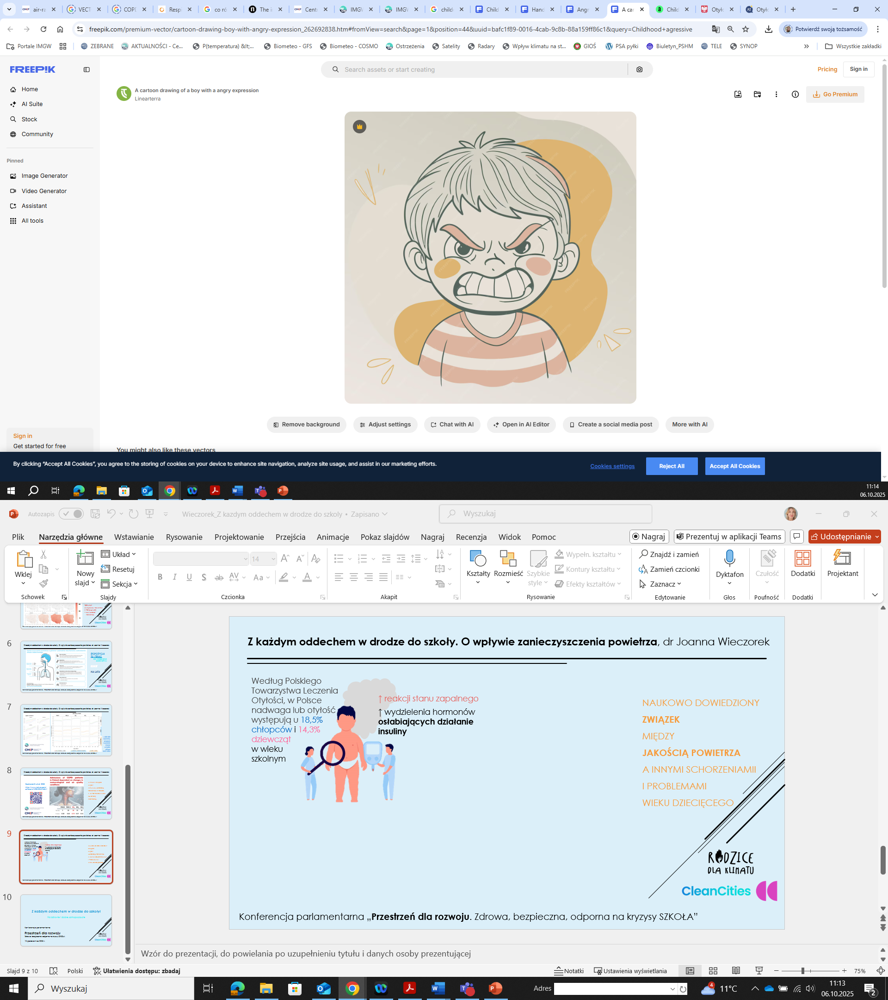 air-ra
VECT
COPI
Resp
co ró
The i
Cent
IMGV
IMGV
child
Child
Hand
Angr
A car
Child
Otyło
Otyło
freepik.com/premium-vector/cartoon-drawing-boy-with-angry-expression_262692838.htm#fromView=search&page=1&position=44&uuid=bafc1f89-0016-4cab-9c8b-88a159ff86c1&query=Childhood+agressive
Potwierdź swoją tożsamość
Portale IMGW
ZEBRANE
AKTUALNOŚCI - Ce...
P(temperatura) &lt;...
Biometeo - GFS
Biometeo - COSMO
Ostrzeżenia
Satelity
Radary
Wpływ klimatu na st...
GIOŚ
PSA pyłki
Biuletyn_PSHM
TELE
SYNOP
Wszystkie zakładki
FREEPIK
Search assets or start creating
Pricing
Sign in
Home
AI Suite
Stock
Community
Pinned
Image Generator
Video Generator
Assistant
All tools
A cartoon drawing of a boy with a angry expression
Linearterra
Go Premium
Remove background
Adjust settings
Chat with AI
Open in AI Editor
Create a social media post
More with AI
Sign in
Get started for free
You might also like these vectors
By clicking “Accept All Cookies”, you agree to the storing of cookies on your device to enhance site navigation, analyze site usage, and assist in our marketing efforts.
Cookies settings
Reject All
Accept All Cookies
11:14
06.10.2025
Autozapis
Wieczorek_Z kazdym oddechem w drodze do szkoly • Zapisano
Wyszukaj
Plik
Narzędzia główne
Wstawianie
Rysowanie
Projektowanie
Przejścia
Animacje
Pokaz slajdów
Nagraj
Recenzja
Widok
Pomoc
Nagraj
Prezentuj w aplikacji Teams
Udostępnianie
Wklej
Schowek
Nowy
slajd
Układ
Resetuj
Sekcja
Slajdy
14
Czcionka
Akapit
Kształty
Rozmieść
Szybkie
style
Wypełn. kształtu
Kontury kształtu
Efekty kształtów
Rysowanie
Znajdź i zamień
Zamień czcionki
Zaznacz
Edytowanie
Dyktafon
Głos
Czułość
Poufność
Dodatki
Dodatki
Projektant
6
7
8
9
10
Z każdym oddechem w drodze do szkoły. O wpływie zanieczyszczenia powietrza, dr Joanna Wieczorek
Według Polskiego
Towarzystwa Leczenia
Otyłości, w Polsce
nadwaga lub otyłość
występują u 18,5%
chłopców i 14,3%
dziewcząt
w wieku
szkolnym
↑ reakcji stanu zapalnego
↑ wydzielenia hormonów
osłabiających działanie
insuliny
NAUKOWO DOWIEDZIONY
ZWIĄZEK
MIĘDZY
JAKOŚCIĄ POWIETRZA
A INNYMI SCHORZENIAMII
I PROBLEMAMI
WIEKU DZIECIĘCEGO
RODZICE
DLA KLIMATU
CleanCities
Konferencja parlamentarna „Przestrzeń dla rozwoju. Zdrowa, bezpieczna, odporna na kryzysy SZKOŁA”
Wzór do prezentacji, do powielania po uzupełnieniu tytułu i danych osoby prezentującej
Slajd 9 z 10
Polski
Ułatwienia dostępu: zbadaj
Notatki
Ustawienia wyświetlania
75%
Wyszukaj
Adres
4
11°C
11:13
06.10.2025
2